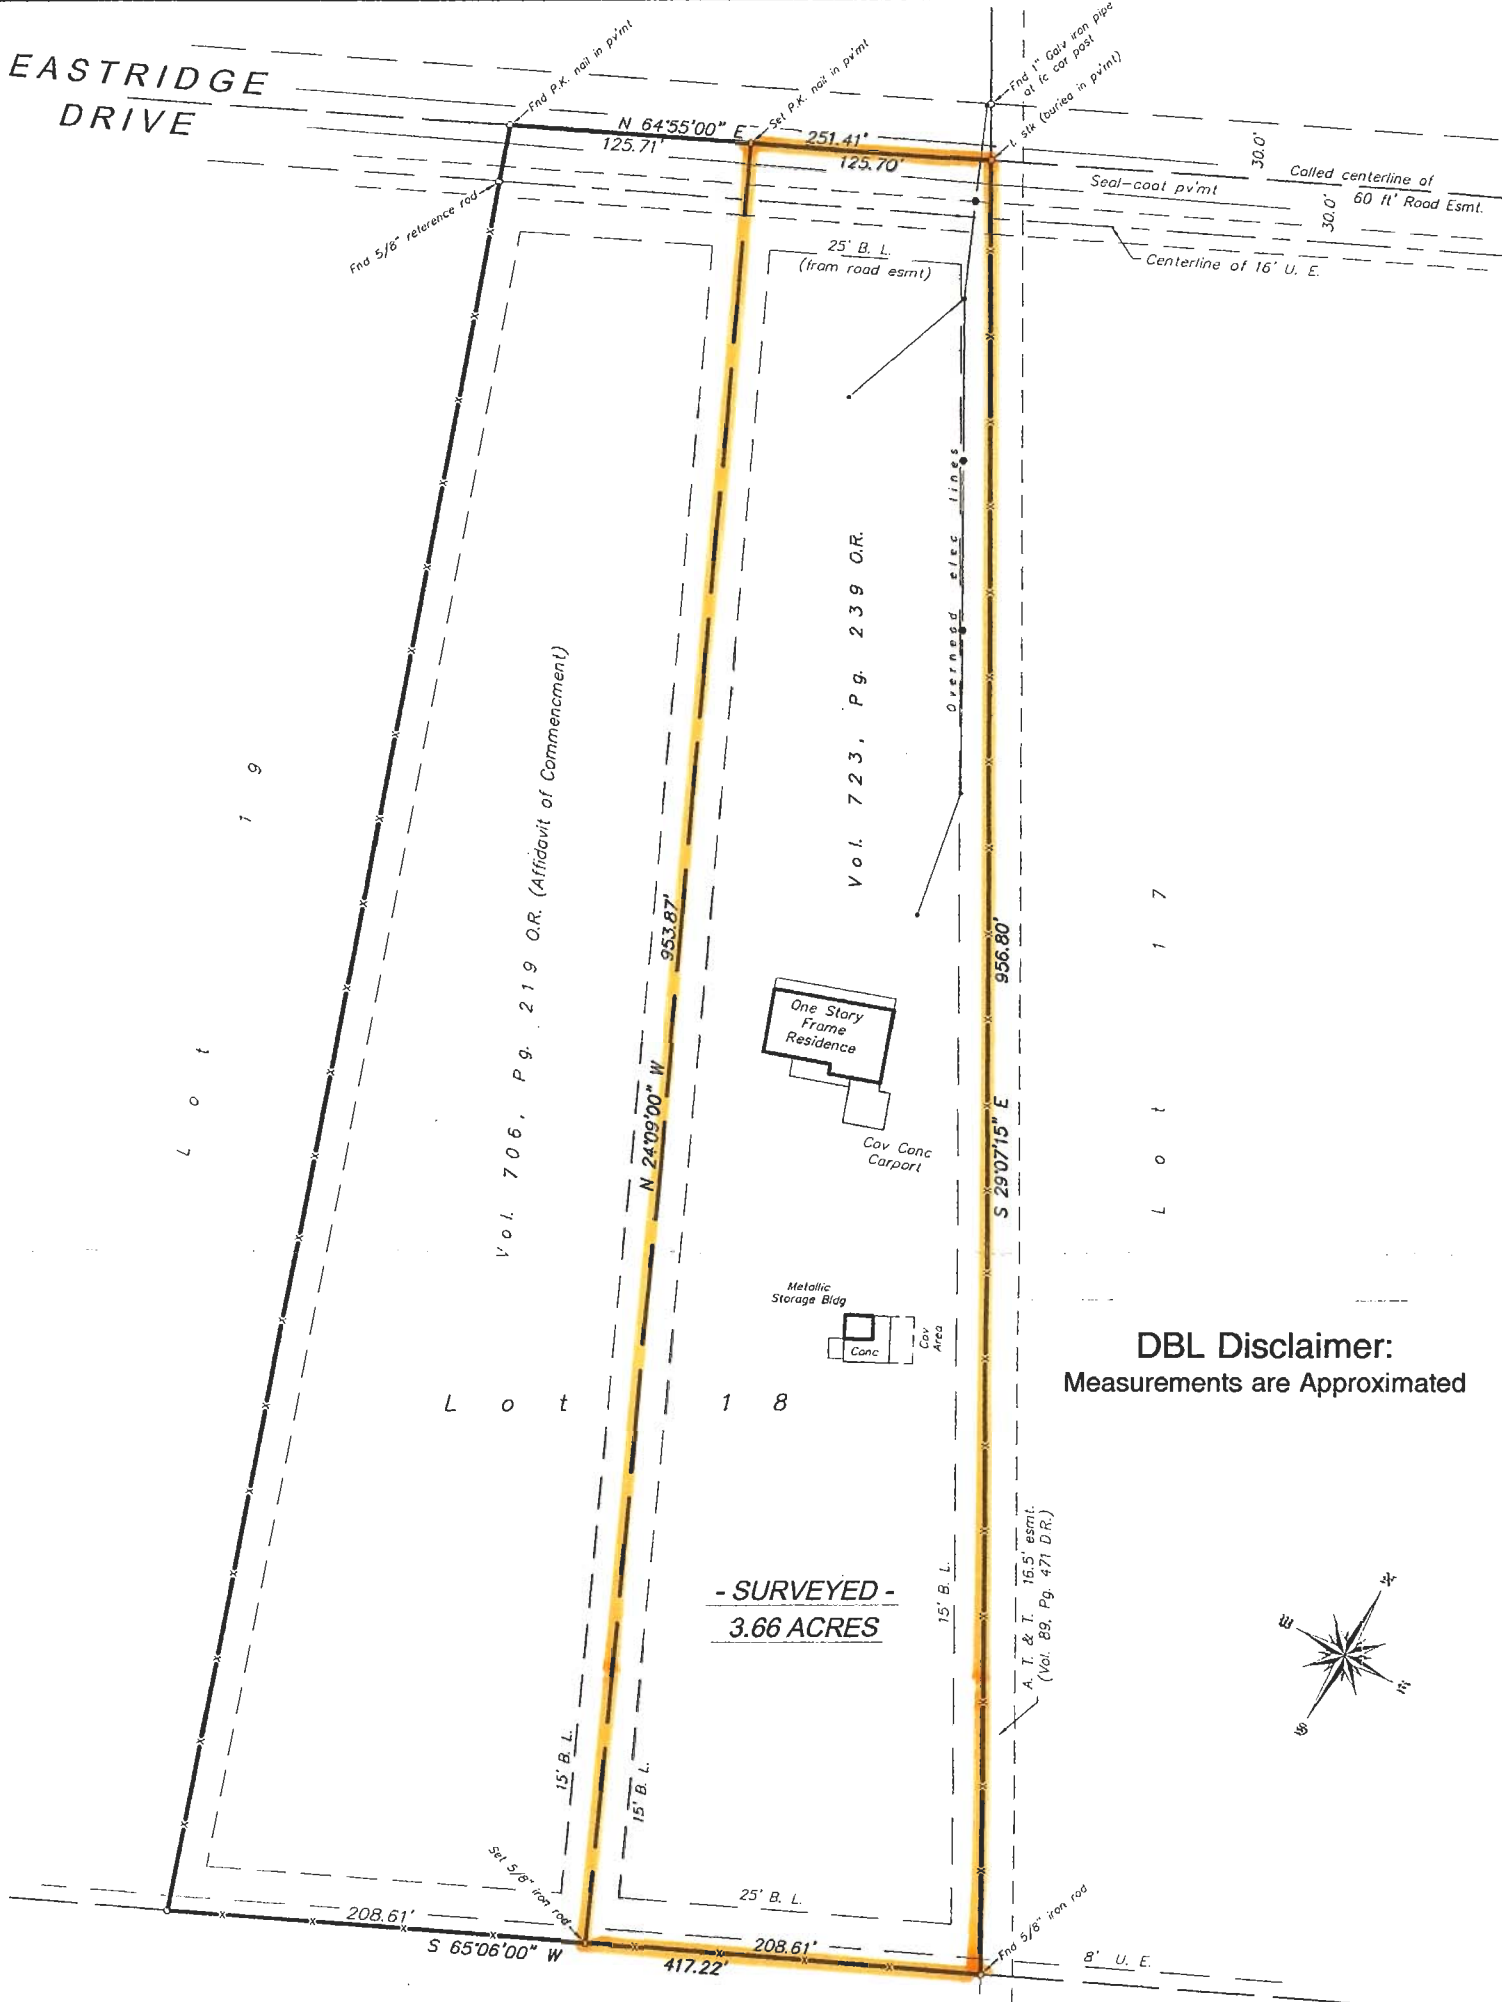 EASTRIDGE
DRIVE
Fnd P.K. nail in pv'mt
Set P.K. nail in pv'mt
Fnd 1" Galv iron pipe
at fc cor post
stk (buried in pv'mt)
N 64°55'00" E
251.41'
125.71'
125.70'
30.0'
30.0'
Called centerline of
60 ft' Road Esmt.
Seal-coat pv'mt
Centerline of 16' U. E.
Fnd 5/8" reference rod
25' B. L.
(from road esmt)
Overhead elec lines
Vol. 723, Pg. 239 O.R.
Vol. 706, Pg. 219 O.R. (Affidavit of Commencment)
Lot 19
Lot 17
953.87'
N 24°09'00" W
956.80'
S 29°07'15" E
One Story
Frame
Residence
Cov Conc
Carport
Metallic
Storage Bldg
Conc
Cov
Area
Lot 18
DBL Disclaimer:
Measurements are Approximated
- SURVEYED -
3.66 ACRES
15' B. L.
A. T. & T. 16.5' esmt.
(Vol. 89, Pg. 471 D.R.)
N
W
E
S
15' B. L.
15' B. L.
Set 5/8" iron rod
25' B. L.
208.61'
S 65°06'00" W
208.61'
417.22'
Fnd 5/8" iron rod
8' U. E.